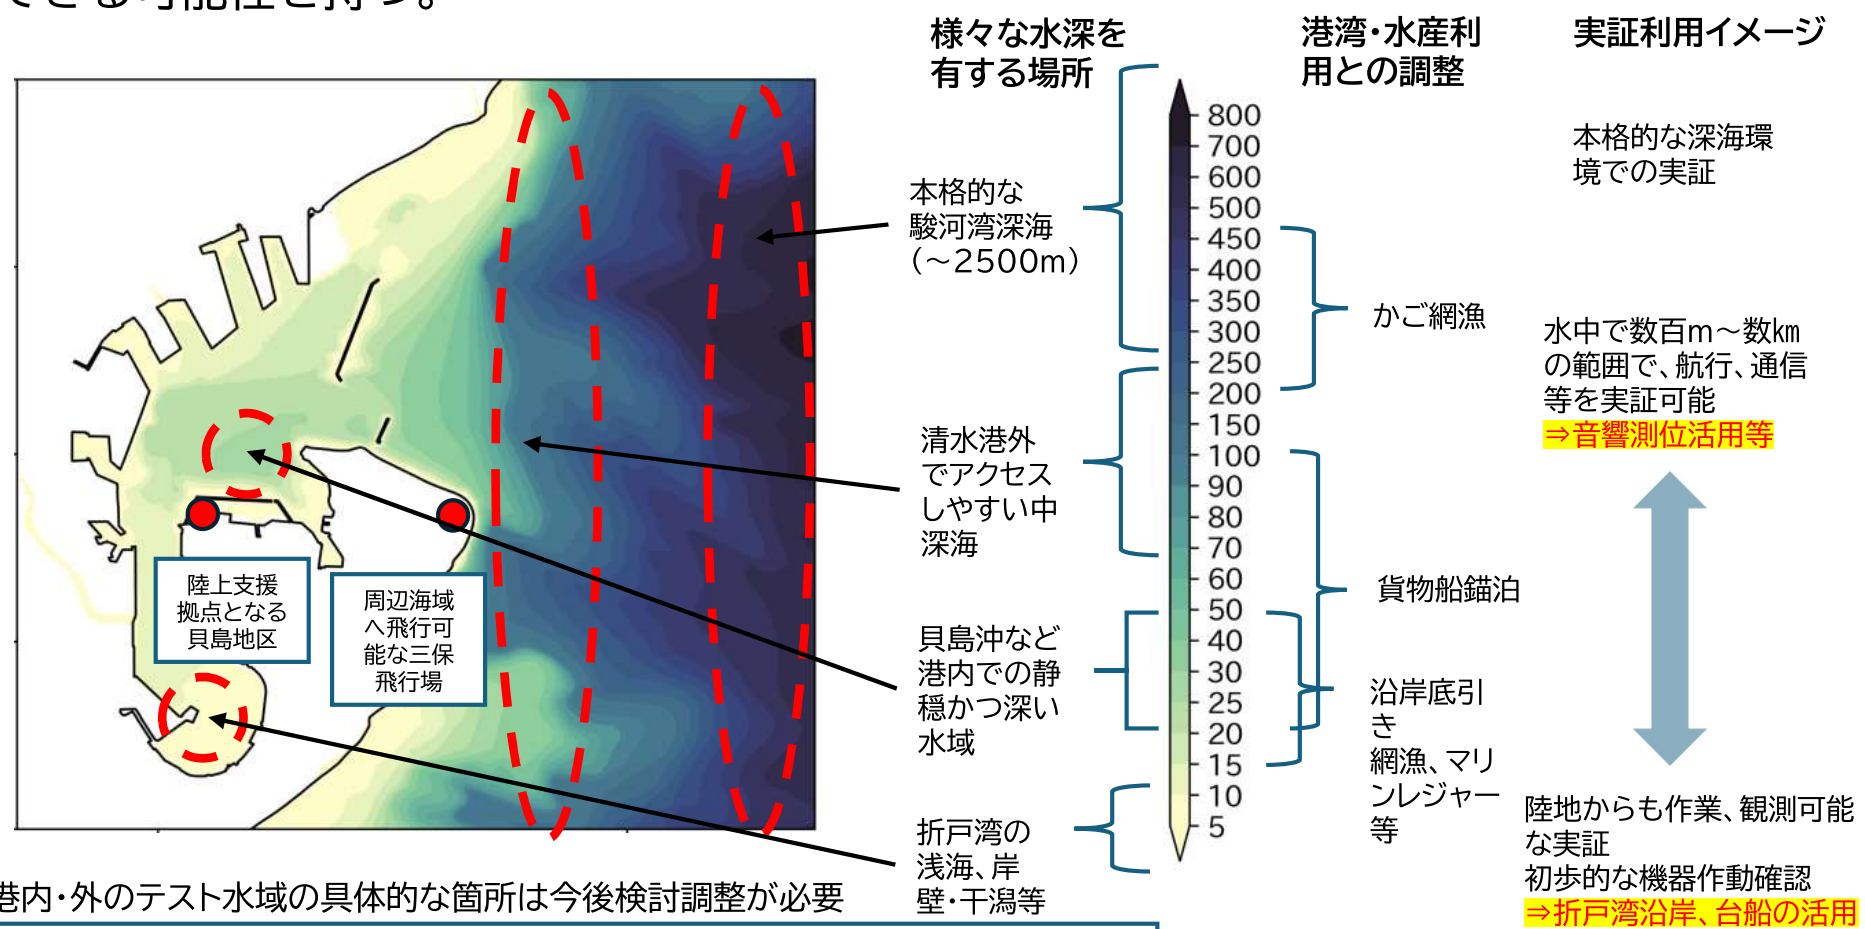 できる可能性を持つ。
様々な水深を
有する場所
港湾・水産利
用との調整
実証利用イメージ
本格的な
駿河湾深海
（～2500m）
清水港外
でアクセス
しやすい中
深海
貝島沖など
港内での静
穏かつ深い
水域
折戸湾の
浅海、岸
壁・干潟等
800
700
600
500
450
400
350
300
250
200
150
100
90
80
70
60
50
40
30
25
20
15
10
5
かご網漁
貨物船錨泊
沿岸底引
き
網漁、マリ
ンレジャー
等
本格的な深海環
境での実証
水中で数百m～数㎞
の範囲で、航行、通信
等を実証可能
⇒音響測位活用等
陸地からも作業、観測可能
な実証
初歩的な機器作動確認
⇒折戸湾沿岸、台船の活用
陸上支援
拠点となる
貝島地区
周辺海域
へ飛行可
能な三保
飛行場
港内・外のテスト水域の具体的な箇所は今後検討調整が必要